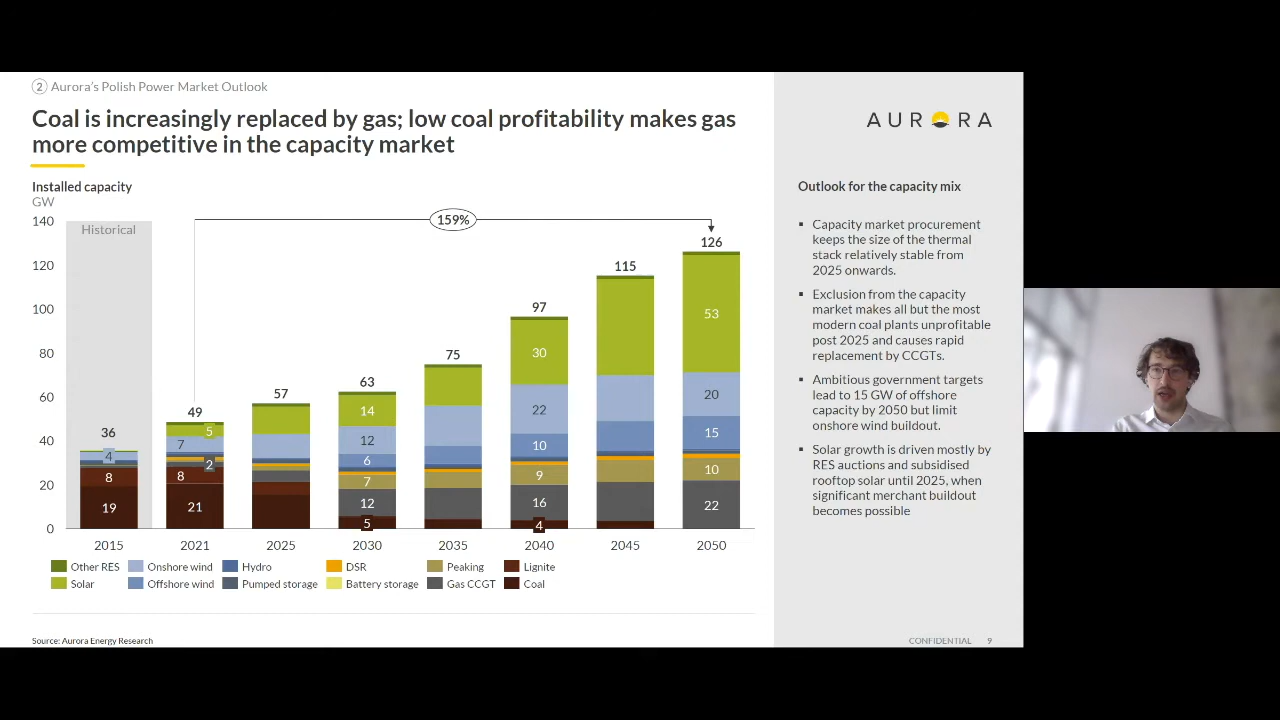 2 Aurora's Polish Power Market Outlook
Coal is increasingly replaced by gas; low coal profitability makes gas
more competitive in the capacity market
AURORA
Installed capacity
GW
Outlook for the capacity mix
140
120
100
80
60
40
20
0
Historical
159%
36
4
8
19
49
5
7
2
8
21
57
63
14
12
6
7
12
5
75
97
30
22
10
9
16
4
115
126
53
20
15
10
22
2015 2021 2025 2030 2035 2040 2045 2050
Other RES Onshore wind Hydro DSR Peaking Lignite
Solar Offshore wind Pumped storage Battery storage Gas CCGT Coal
▪ Capacity market procurement
keeps the size of the thermal
stack relatively stable from
2025 onwards.
▪ Exclusion from the capacity
market makes all but the most
modern coal plants unprofitable
post 2025 and causes rapid
replacement by CCGTs.
▪ Ambitious government targets
lead to 15 GW of offshore
capacity by 2050 but limit
onshore wind buildout.
▪ Solar growth is driven mostly by
RES auctions and subsidised
rooftop solar until 2025, when
significant merchant buildout
becomes possible
Source: Aurora Energy Research
CONFIDENTIAL 9